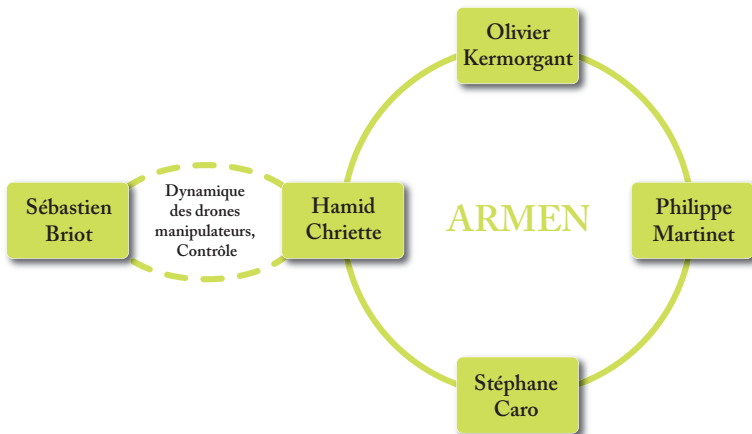 Olivier
Kermorgant
Sébastien
Briot
Dynamique
des drones
manipulateurs,
Contrôle
Hamid
Chriette
ARMEN
Philippe
Martinet
Stéphane
Caro